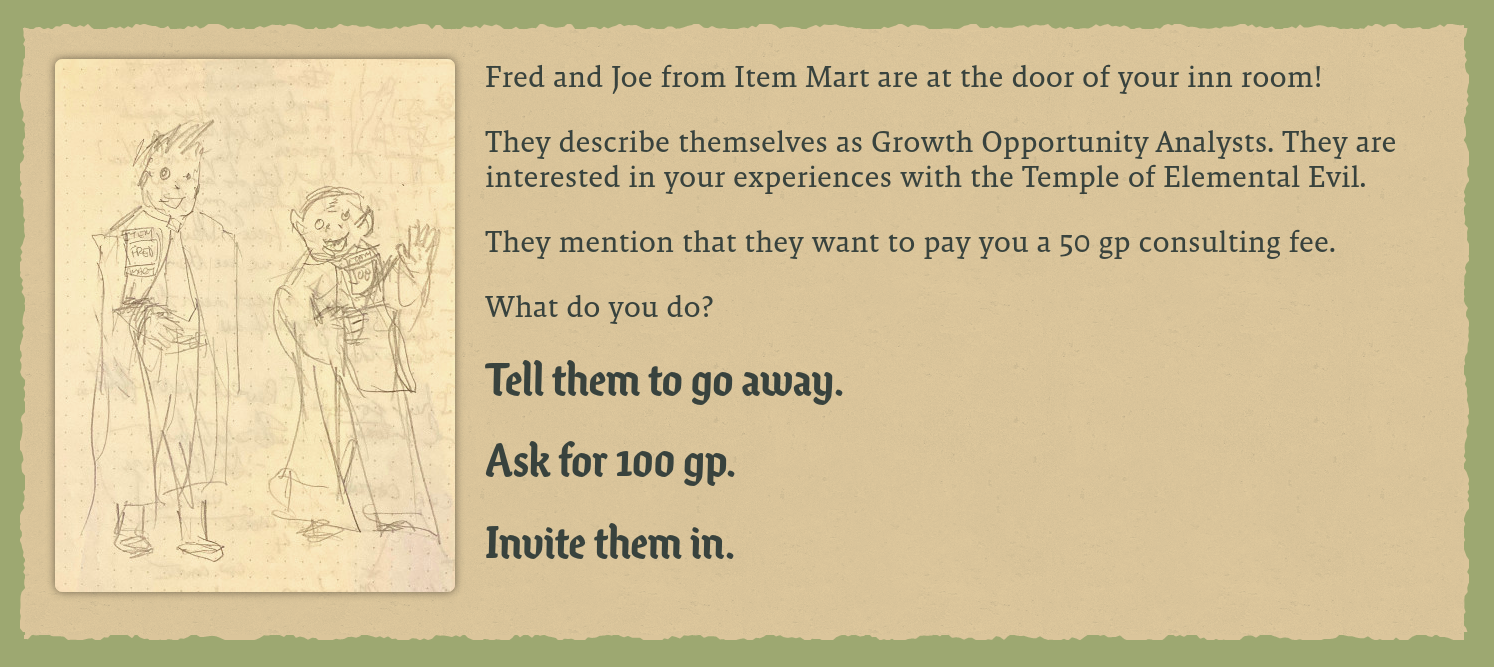 ITEM
FRED
MART
JOE
Fred and Joe from Item Mart are at the door of your inn room!
They describe themselves as Growth Opportunity Analysts. They are
interested in your experiences with the Temple of Elemental Evil.
They mention that they want to pay you a 50 gp consulting fee.
What do you do?
Tell them to go away.
Ask for 100 gp.
Invite them in.